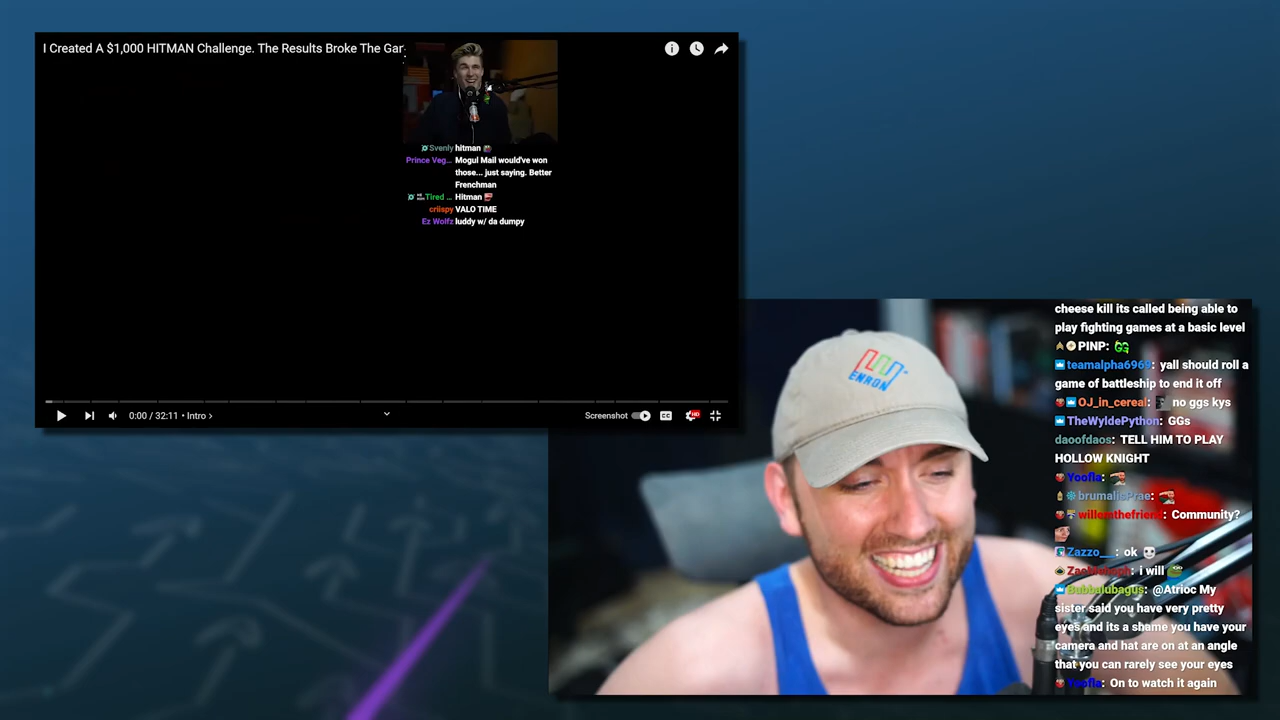 I Created A $1,000 HITMAN Challenge. The Results Broke The Gar
Svenly hitman
Prince Veg... Mogul Mail would've won
those... just saying. Better
Frenchman
Tired ... Hitman
criispy VALO TIME
Ez Wolfz luddy w/ da dumpy
0:00 / 32:11 • Intro >
Screenshot
CC
HD
ENRON
cheese kill its called being able to
play fighting games at a basic level
PINP:
teamalpha6969: yall should roll a
game of battleship to end it off
OJ_in_cereal: no ggs kys
TheWyldePython: GGs
daoofdaos: TELL HIM TO PLAY
HOLLOW KNIGHT
Yoofla:
brumalisPrae:
willemthefriend: Community?
Zazzo__: ok
i will
Bubbalubagus: @Atrioc My
sister said you have very pretty
eyes and its a shame you have your
camera and hat are on at an angle
that you can rarely see your eyes
Yoofla: On to watch it again